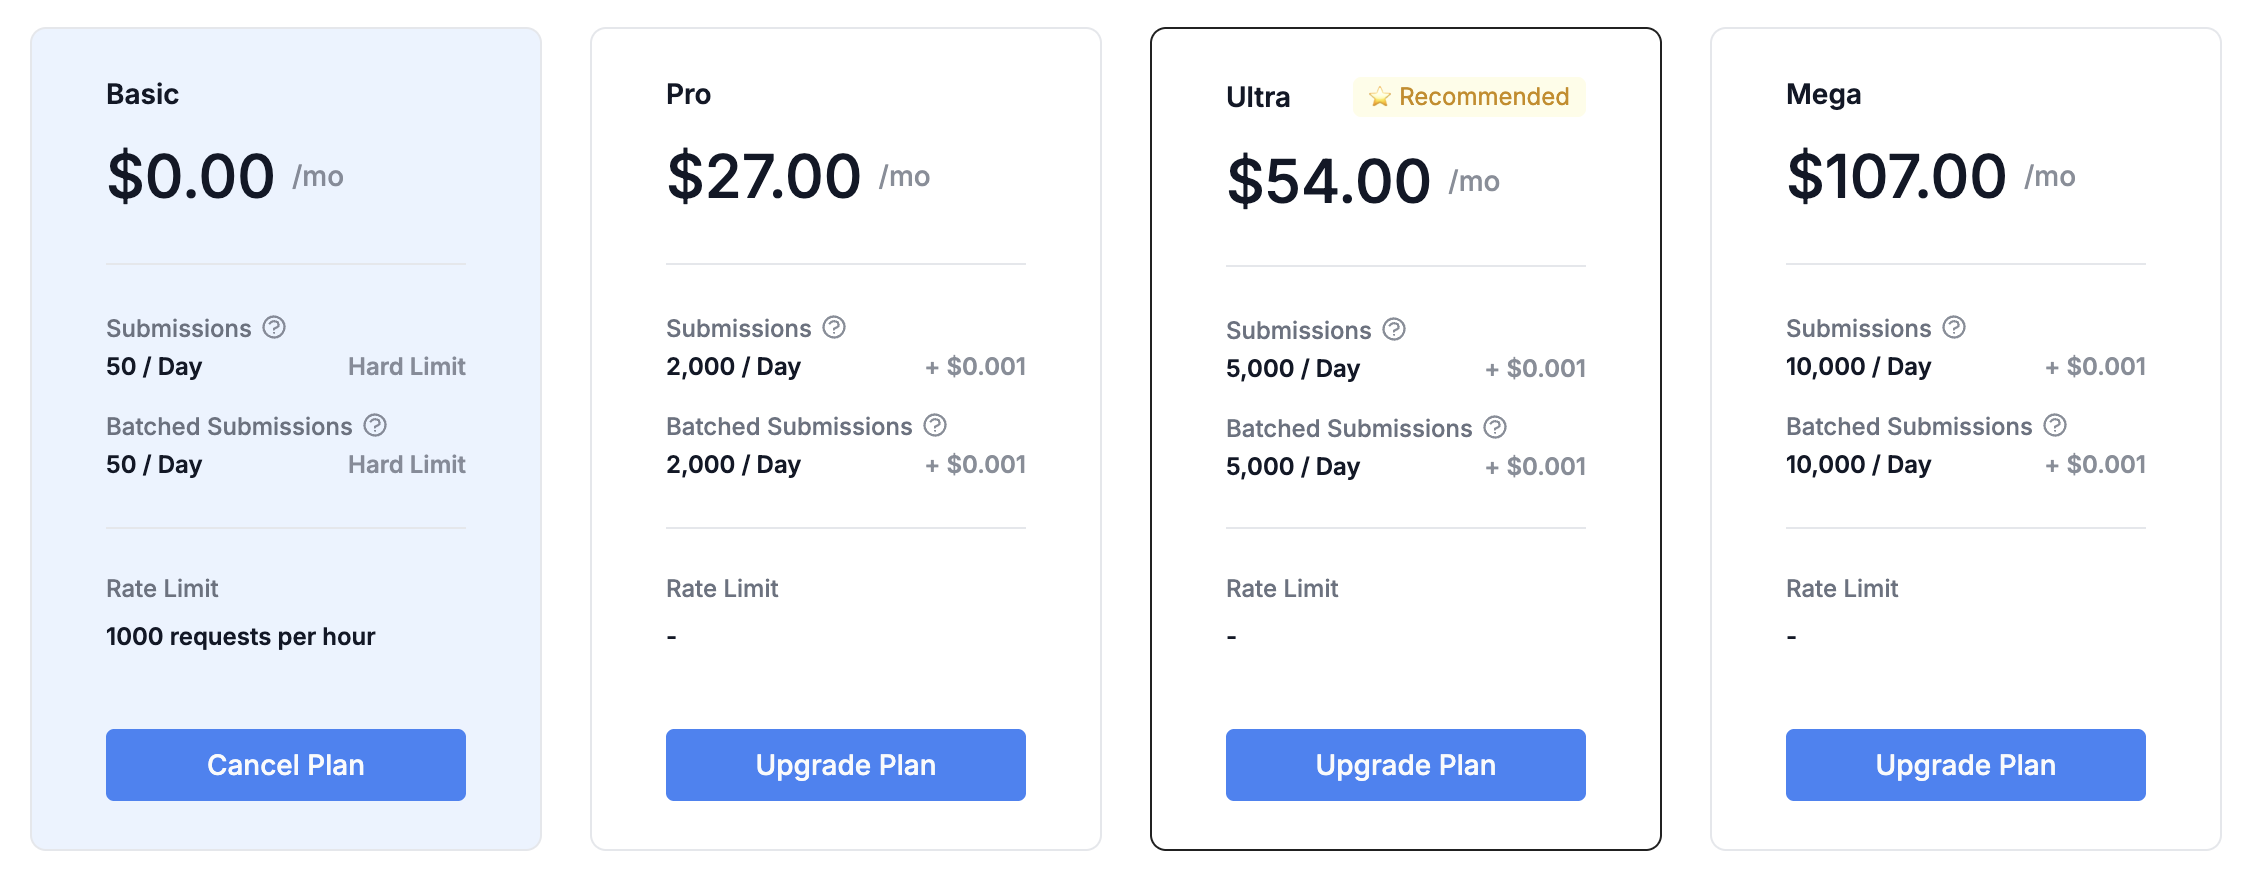 Basic
$0.00 /mo
Submissions
50 / Day Hard Limit
Batched Submissions
50 / Day Hard Limit
Rate Limit
1000 requests per hour
Cancel Plan
Pro
$27.00 /mo
Submissions
2,000 / Day + $0.001
Batched Submissions
2,000 / Day + $0.001
Rate Limit
-
Upgrade Plan
Ultra ⭐ Recommended
$54.00 /mo
Submissions
5,000 / Day + $0.001
Batched Submissions
5,000 / Day + $0.001
Rate Limit
-
Upgrade Plan
Mega
$107.00 /mo
Submissions
10,000 / Day + $0.001
Batched Submissions
10,000 / Day + $0.001
Rate Limit
-
Upgrade Plan